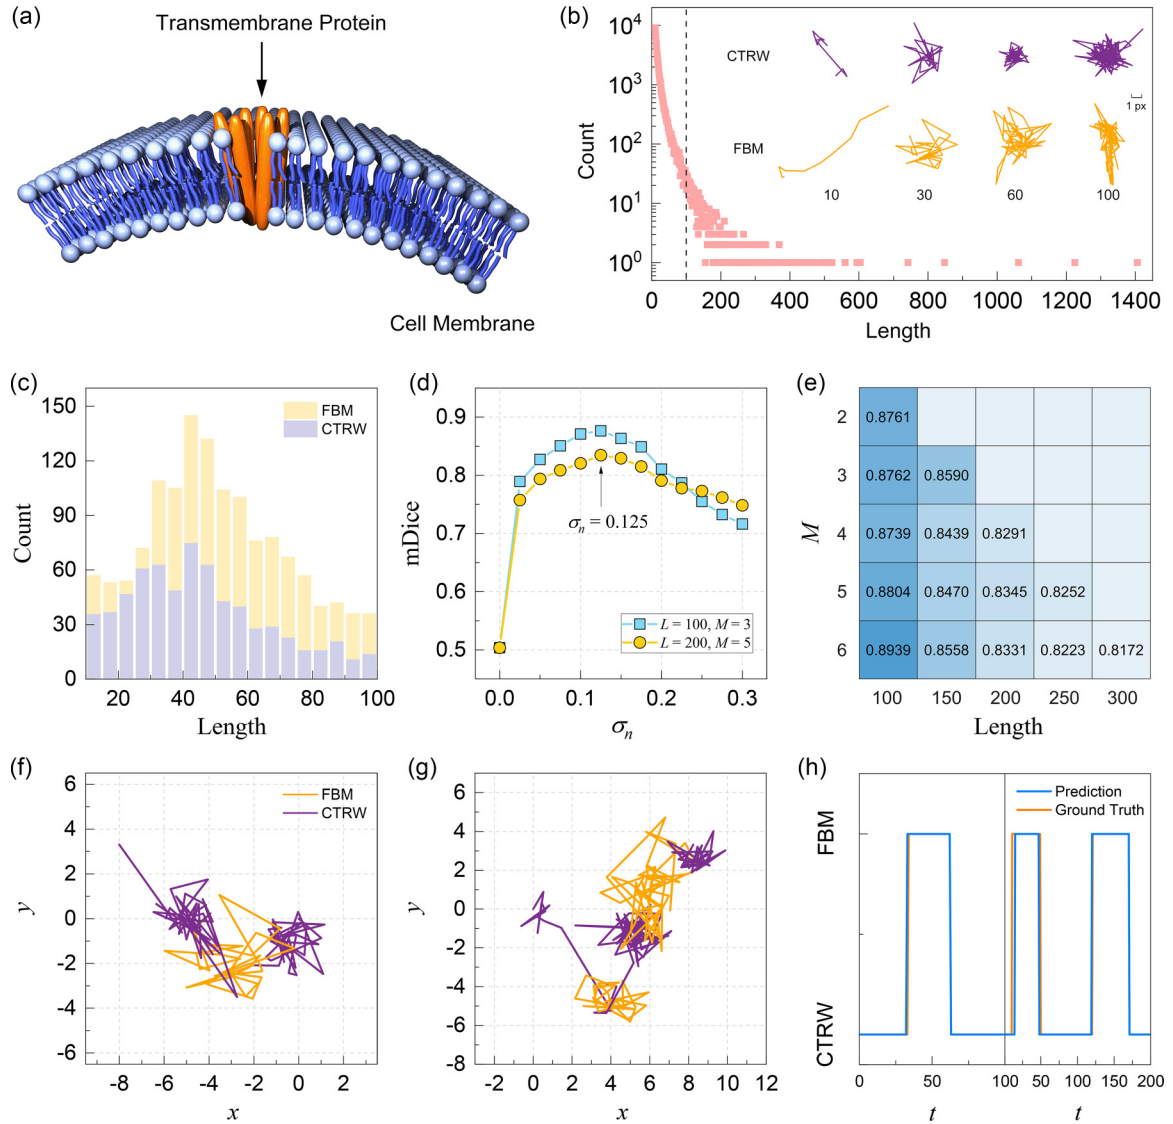 (a)
Transmembrane Protein
Cell Membrane
(b)
Count
10^4
10^3
10^2
10^1
10^0
CTRW
FBM
1 px
10 30 60 100
0 200 400 600 800 1000 1200 1400
Length
(c)
Count
150
120
90
60
30
0
FBM
CTRW
20 40 60 80 100
Length
(d)
mDice
0.9
0.8
0.7
0.6
0.5
σn = 0.125
L = 100, M = 3
L = 200, M = 5
0.0 0.1 0.2 0.3
σn
(e)
M
2 0.8761
3 0.8762 0.8590
4 0.8739 0.8439 0.8291
5 0.8804 0.8470 0.8345 0.8252
6 0.8939 0.8558 0.8331 0.8223 0.8172
100 150 200 250 300
Length
(f)
y
6
4
2
0
-2
-4
-6
FBM
CTRW
-8 -6 -4 -2 0 2
x
(g)
y
6
4
2
0
-2
-4
-6
-8
-2 0 2 4 6 8 10 12
x
(h)
FBM
CTRW
Prediction
Ground Truth
0 50 100 50 100 150 200
t t